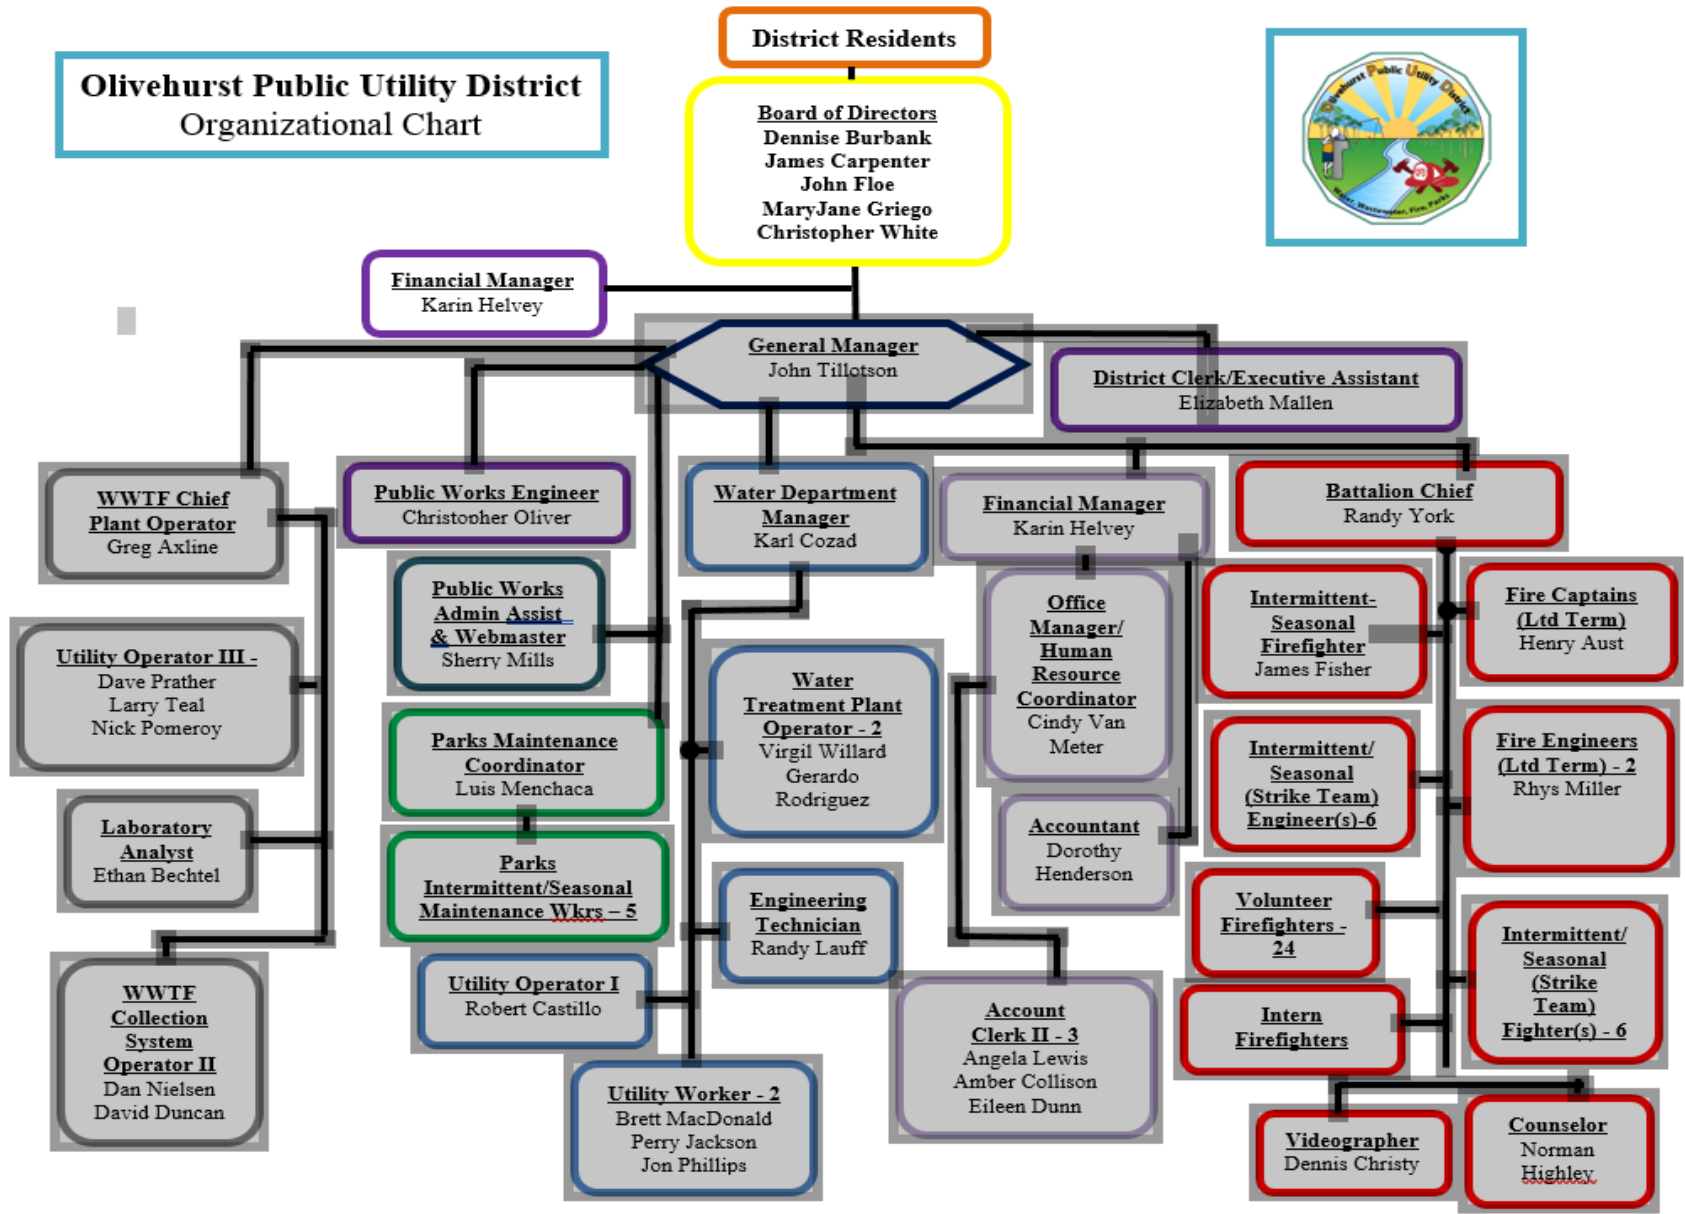 District Residents
Olivehurst Public Utility District
Organizational Chart
Olivehurst Public Utility District
Water, Wastewater, Fire, Parks
Board of Directors
Dennise Burbank
James Carpenter
John Floe
MaryJane Griego
Christopher White
Financial Manager
Karin Helvey
General Manager
John Tillotson
District Clerk/Executive Assistant
Elizabeth Mallen
WWTF Chief
Plant Operator
Greg Axline
Public Works Engineer
Christopher Oliver
Water Department
Manager
Karl Cozad
Financial Manager
Karin Helvey
Battalion Chief
Randy York
Utility Operator III -
Dave Prather
Larry Teal
Nick Pomeroy
Laboratory
Analyst
Ethan Bechtel
WWTF
Collection
System
Operator II
Dan Nielsen
David Duncan
Public Works
Admin Assist
& Webmaster
Sherry Mills
Parks Maintenance
Coordinator
Luis Menchaca
Parks
Intermittent/Seasonal
Maintenance Wkrs – 5
Utility Operator I
Robert Castillo
Utility Worker - 2
Brett MacDonald
Perry Jackson
Jon Phillips
Water
Treatment Plant
Operator - 2
Virgil Willard
Gerardo
Rodriguez
Engineering
Technician
Randy Lauff
Office
Manager/
Human
Resource
Coordinator
Cindy Van
Meter
Accountant
Dorothy
Henderson
Account
Clerk II - 3
Angela Lewis
Amber Collison
Eileen Dunn
Intermittent-
Seasonal
Firefighter
James Fisher
Intermittent/
Seasonal
(Strike Team)
Engineer(s)-6
Volunteer
Firefighters -
24
Intern
Firefighters
Fire Captains
(Ltd Term)
Henry Aust
Fire Engineers
(Ltd Term) - 2
Rhys Miller
Intermittent/
Seasonal
(Strike
Team)
Fighter(s) - 6
Videographer
Dennis Christy
Counselor
Norman
Highley